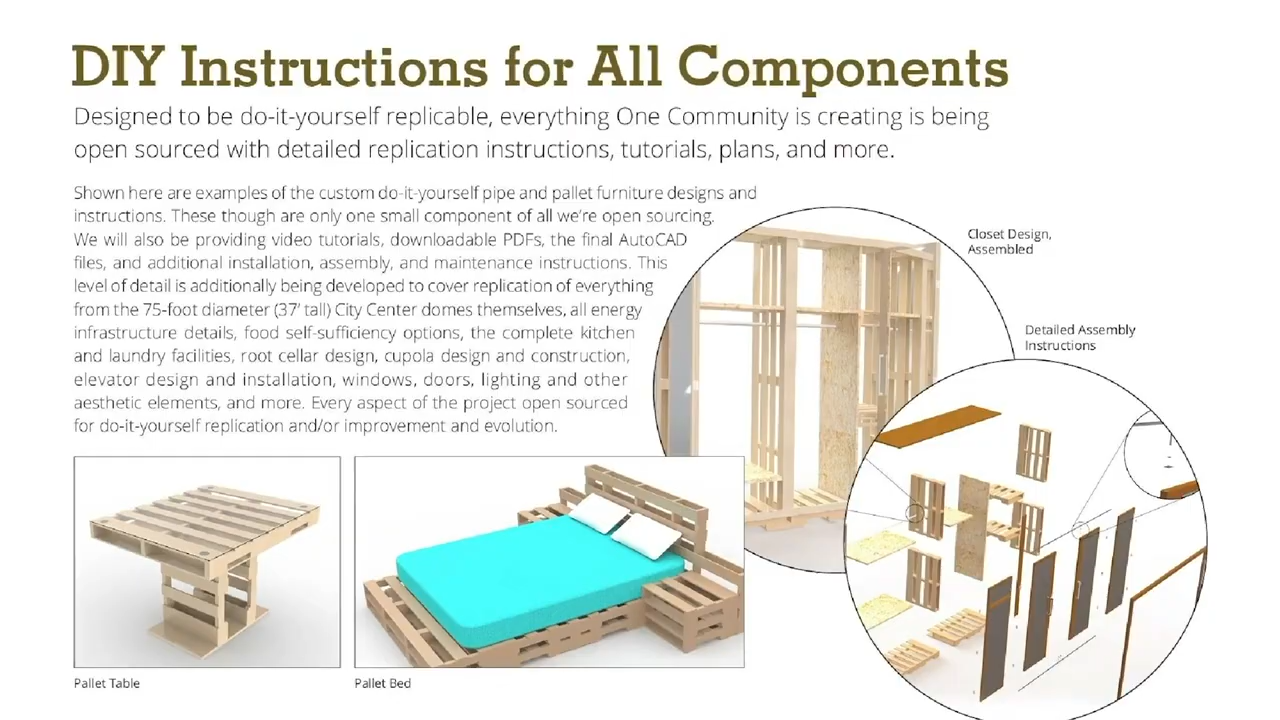 DIY Instructions for All Components
Designed to be do-it-yourself replicable, everything One Community is creating is being
open sourced with detailed replication instructions, tutorials, plans, and more.
Shown here are examples of the custom do-it-yourself pipe and pallet furniture designs and
instructions. These though are only one small component of all we're open sourcing.
We will also be providing video tutorials, downloadable PDFs, the final AutoCAD
files, and additional installation, assembly, and maintenance instructions. This
level of detail is additionally being developed to cover replication of everything
from the 75-foot diameter (37' tall) City Center domes themselves, all energy
infrastructure details, food self-sufficiency options, the complete kitchen
and laundry facilities, root cellar design, cupola design and construction,
elevator design and installation, windows, doors, lighting and other
aesthetic elements, and more. Every aspect of the project open sourced
for do-it-yourself replication and/or improvement and evolution.
Closet Design,
Assembled
Detailed Assembly
Instructions
Pallet Table
Pallet Bed